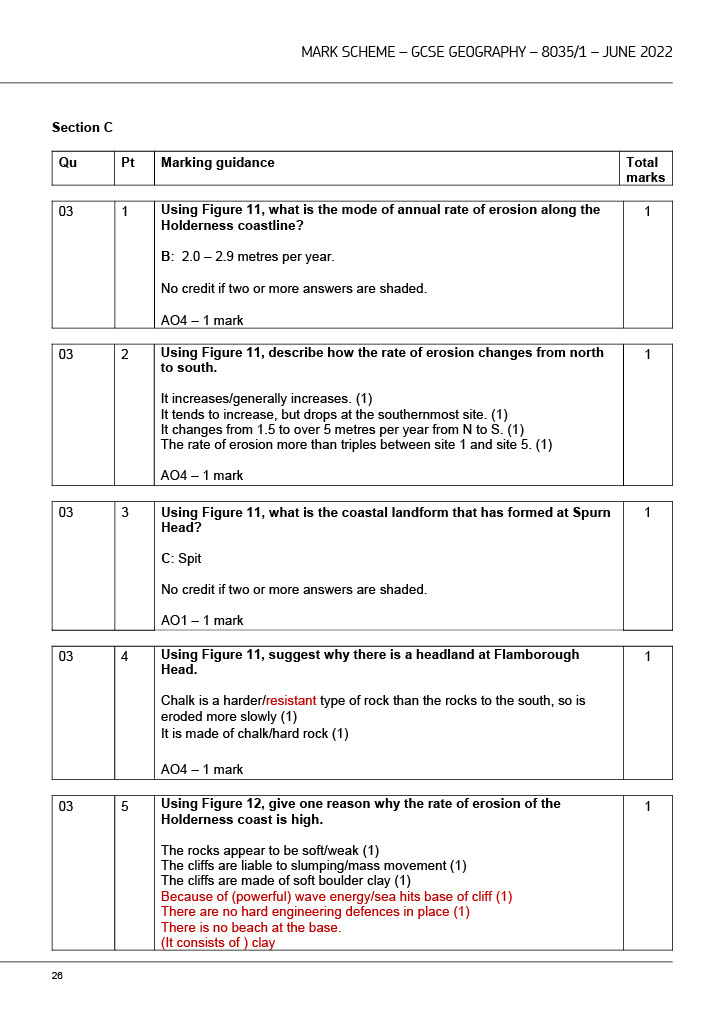 MARK SCHEME – GCSE GEOGRAPHY – 8035/1 – JUNE 2022
Section C
Qu Pt Marking guidance Total marks
03 1 Using Figure 11, what is the mode of annual rate of erosion along the 1
Holderness coastline?
B: 2.0 – 2.9 metres per year.
No credit if two or more answers are shaded.
AO4 – 1 mark
03 2 Using Figure 11, describe how the rate of erosion changes from north 1
to south.
It increases/generally increases. (1)
It tends to increase, but drops at the southernmost site. (1)
It changes from 1.5 to over 5 metres per year from N to S. (1)
The rate of erosion more than triples between site 1 and site 5. (1)
AO4 – 1 mark
03 3 Using Figure 11, what is the coastal landform that has formed at Spurn 1
Head?
C: Spit
No credit if two or more answers are shaded.
AO1 – 1 mark
03 4 Using Figure 11, suggest why there is a headland at Flamborough 1
Head.
Chalk is a harder/resistant type of rock than the rocks to the south, so is
eroded more slowly (1)
It is made of chalk/hard rock (1)
AO4 – 1 mark
03 5 Using Figure 12, give one reason why the rate of erosion of the 1
Holderness coast is high.
The rocks appear to be soft/weak (1)
The cliffs are liable to slumping/mass movement (1)
The cliffs are made of soft boulder clay (1)
Because of (powerful) wave energy/sea hits base of cliff (1)
There are no hard engineering defences in place (1)
There is no beach at the base.
(It consists of ) clay
26